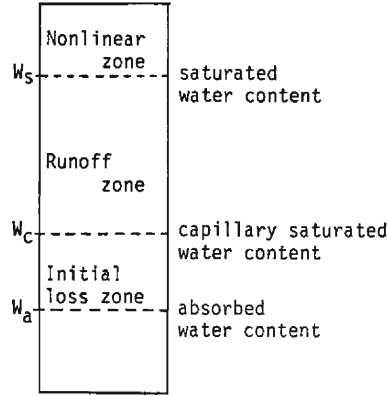 Nonlinear
zone
Ws
saturated
water content
Runoff
zone
Wc
capillary saturated
water content
Initial
loss zone
Wa
absorbed
water content